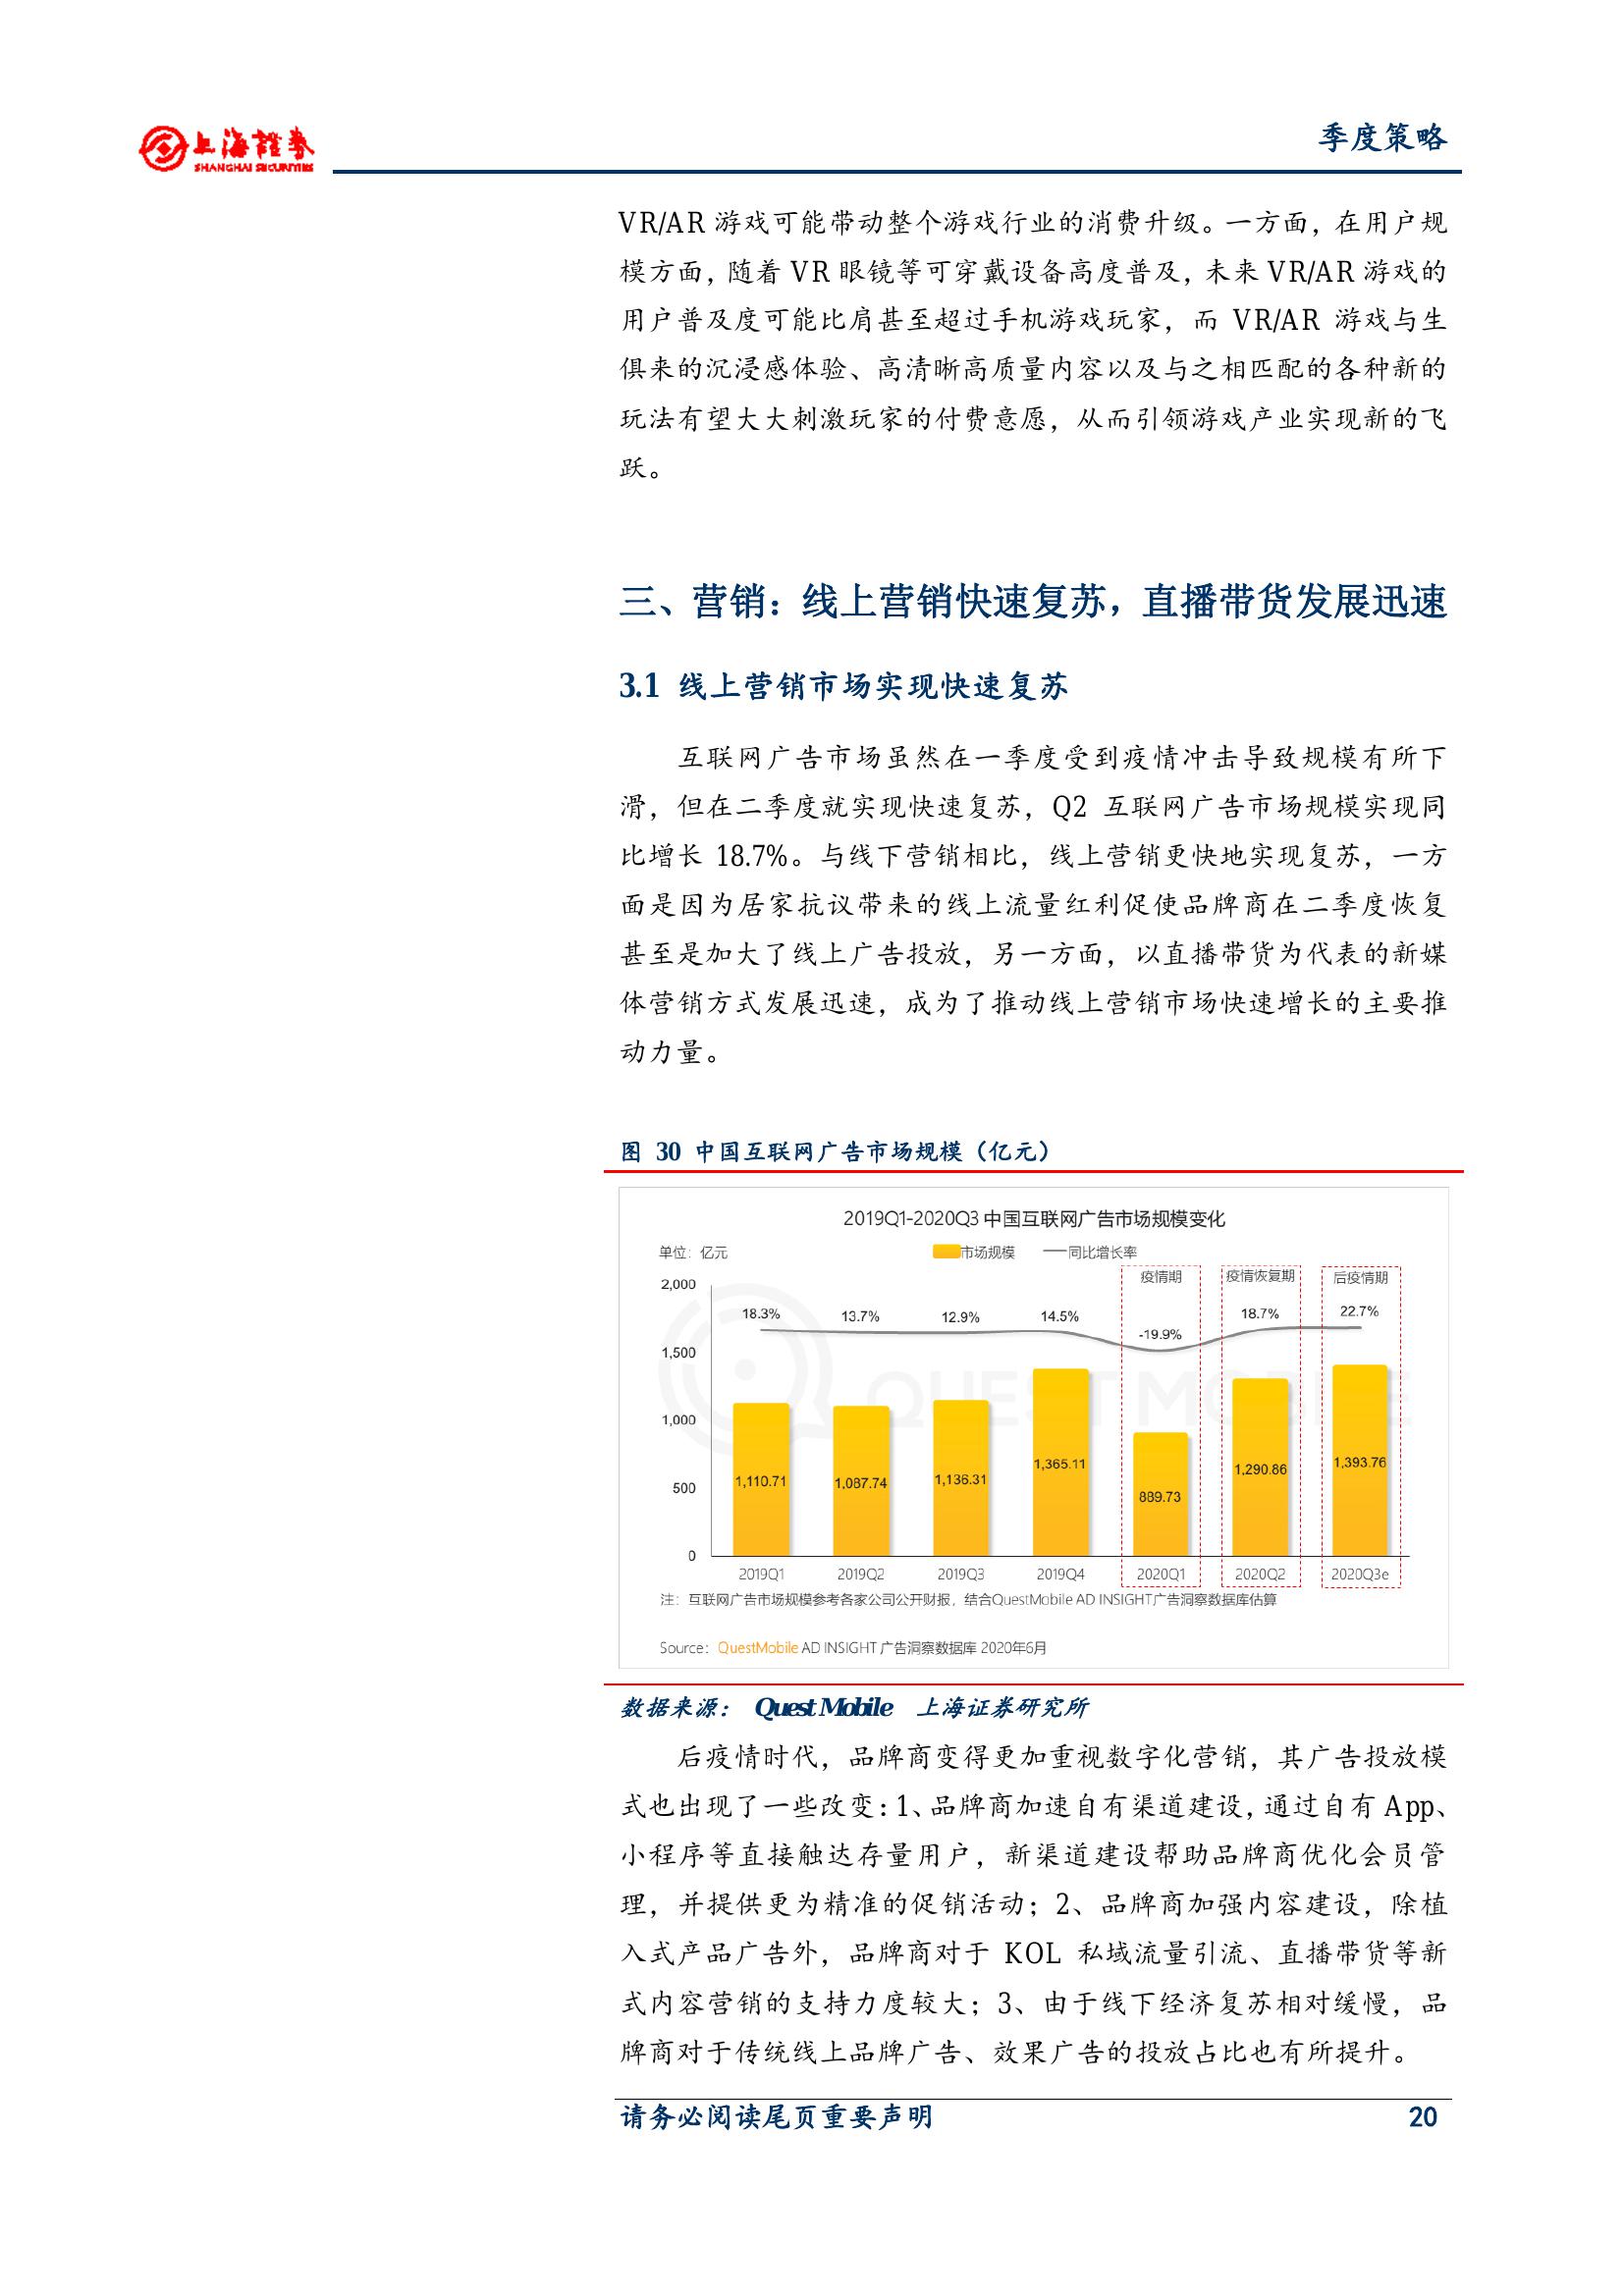 上海證券
SHANGHAI SECURITIES
季度策略
VR/AR 游戏可能带动整个游戏行业的消费升级。一方面，在用户规
模方面，随着 VR 眼镜等可穿戴设备高度普及，未来 VR/AR 游戏的
用户普及度可能比肩甚至超过手机游戏玩家，而 VR/AR 游戏与生
俱来的沉浸感体验、高清晰高质量内容以及与之相匹配的各种新的
玩法有望大大刺激玩家的付费意愿，从而引领游戏产业实现新的飞
跃。
三、营销：线上营销快速复苏，直播带货发展迅速
3.1 线上营销市场实现快速复苏
互联网广告市场虽然在一季度受到疫情冲击导致规模有所下
滑，但在二季度就实现快速复苏，Q2 互联网广告市场规模实现同
比增长 18.7%。与线下营销相比，线上营销更快地实现复苏，一方
面是因为居家抗议带来的线上流量红利促使品牌商在二季度恢复
甚至是加大了线上广告投放，另一方面，以直播带货为代表的新媒
体营销方式发展迅速，成为了推动线上营销市场快速增长的主要推
动力量。
图 30 中国互联网广告市场规模（亿元）
2019Q1-2020Q3 中国互联网广告市场规模变化
单位：亿元 市场规模 同比增长率
疫情期 疫情恢复期 后疫情期
2,000
18.3% 13.7% 12.9% 14.5% -19.9% 18.7% 22.7%
1,500
QUEST MOBILE
1,000
1,110.71 1,087.74 1,136.31 1,365.11 889.73 1,290.86 1,393.76
500
0
2019Q1 2019Q2 2019Q3 2019Q4 2020Q1 2020Q2 2020Q3e
注：互联网广告市场规模参考各家公司公开财报，结合QuestMobile AD INSIGHT广告洞察数据库估算
Source：QuestMobile AD INSIGHT 广告洞察数据库 2020年6月
数据来源： Quest Mobile 上海证券研究所
后疫情时代，品牌商变得更加重视数字化营销，其广告投放模
式也出现了一些改变：1、品牌商加速自有渠道建设，通过自有 App、
小程序等直接触达存量用户，新渠道建设帮助品牌商优化会员管
理，并提供更为精准的促销活动；2、品牌商加强内容建设，除植
入式产品广告外，品牌商对于 KOL 私域流量引流、直播带货等新
式内容营销的支持力度较大；3、由于线下经济复苏相对缓慢，品
牌商对于传统线上品牌广告、效果广告的投放占比也有所提升。
请务必阅读尾页重要声明 20